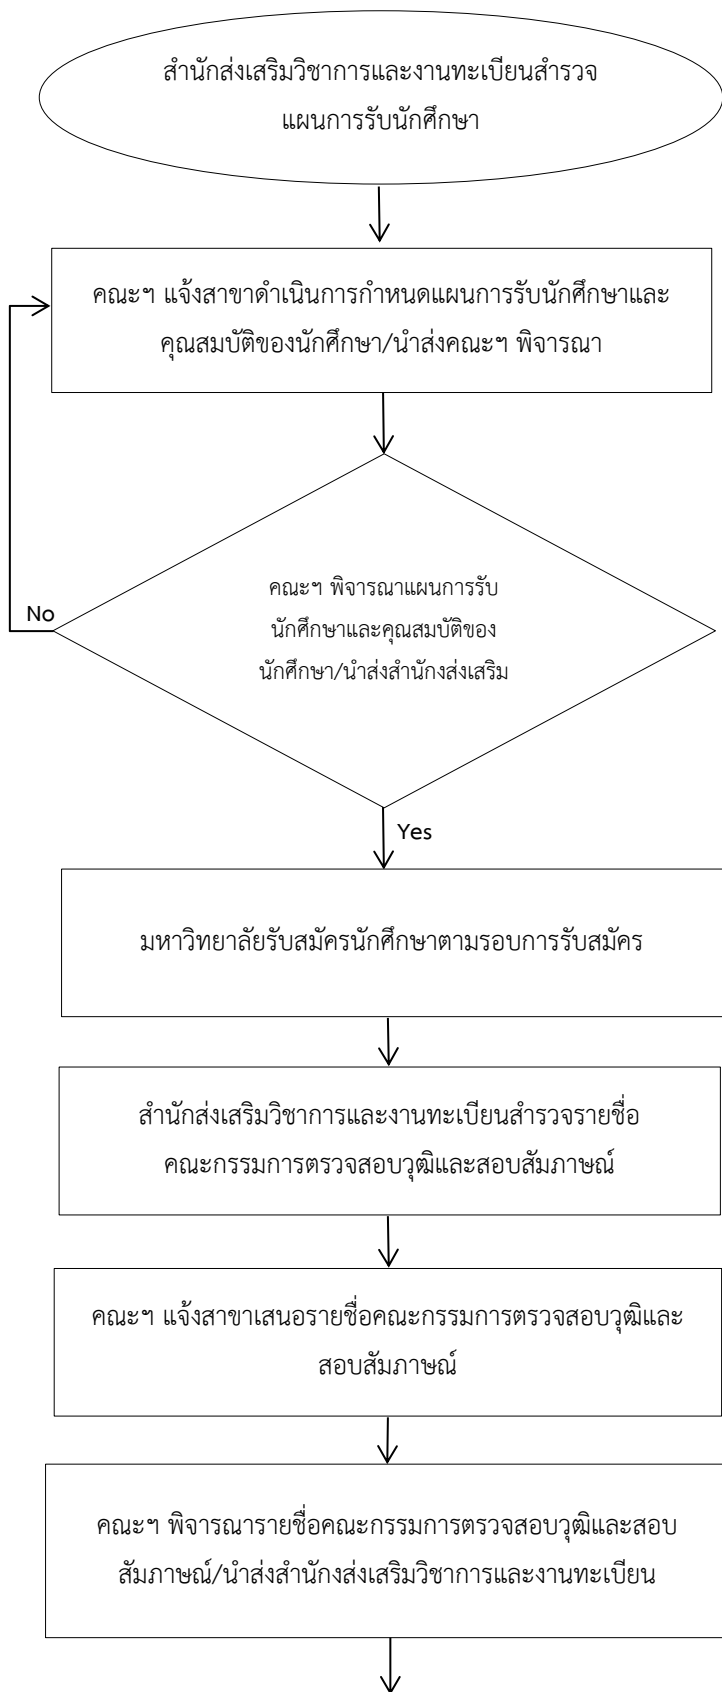 สำนักส่งเสริมวิชาการและงานทะเบียนสำรวจ
แผนการรับนักศึกษา
คณะฯ แจ้งสาขาดำเนินการกำหนดแผนการรับนักศึกษาและ
คุณสมบัติของนักศึกษา/นำส่งคณะฯ พิจารณา
คณะฯ พิจารณาแผนการรับ
นักศึกษาและคุณสมบัติของ
นักศึกษา/นำส่งสำนักงส่งเสริม
No
Yes
มหาวิทยาลัยรับสมัครนักศึกษาตามรอบการรับสมัคร
สำนักส่งเสริมวิชาการและงานทะเบียนสำรวจรายชื่อ
คณะกรรมการตรวจสอบวุฒิและสอบสัมภาษณ์
คณะฯ แจ้งสาขาเสนอรายชื่อคณะกรรมการตรวจสอบวุฒิและ
สอบสัมภาษณ์
คณะฯ พิจารณารายชื่อคณะกรรมการตรวจสอบวุฒิและสอบ
สัมภาษณ์/นำส่งสำนักงส่งเสริมวิชาการและงานทะเบียน